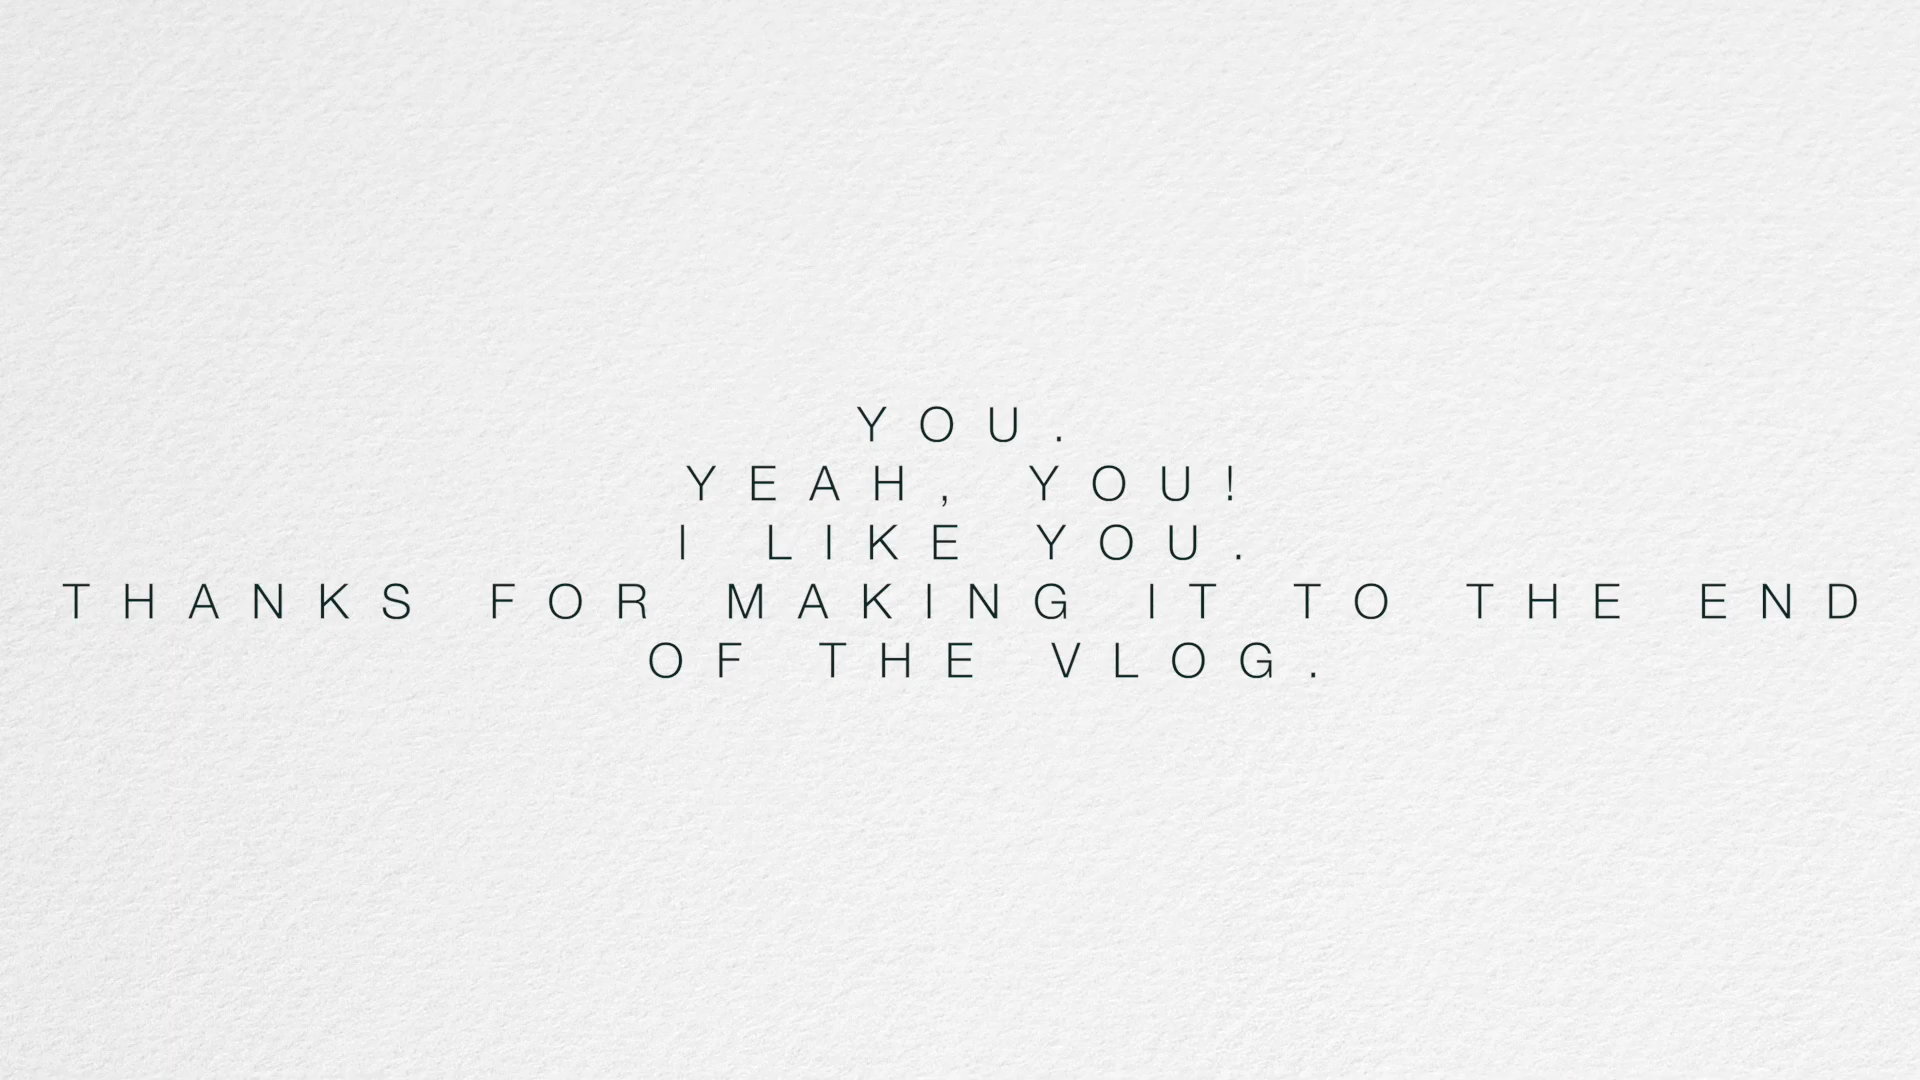 YOU.
YEAH, YOU!
I LIKE YOU.
THANKS FOR MAKING IT TO THE END
OF THE VLOG.